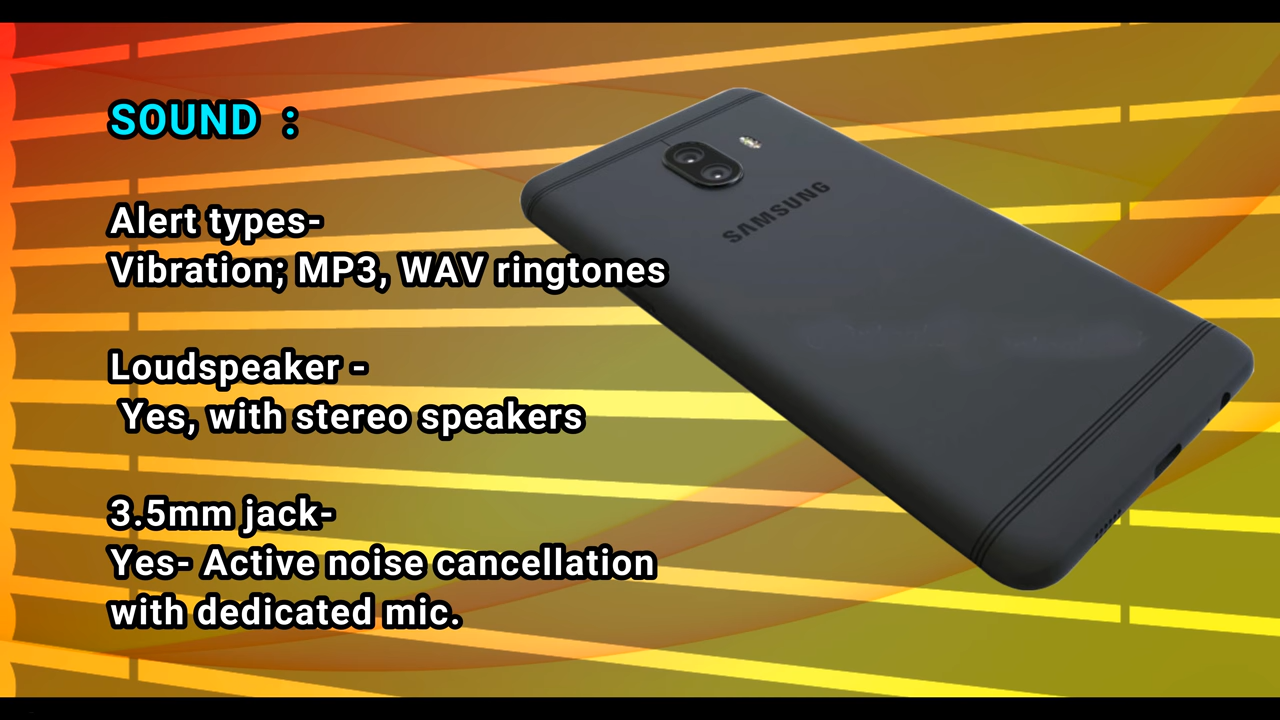 SOUND :
Alert types-
Vibration; MP3, WAV ringtones
Loudspeaker -
Yes, with stereo speakers
3.5mm jack-
Yes- Active noise cancellation
with dedicated mic.
SAMSUNG